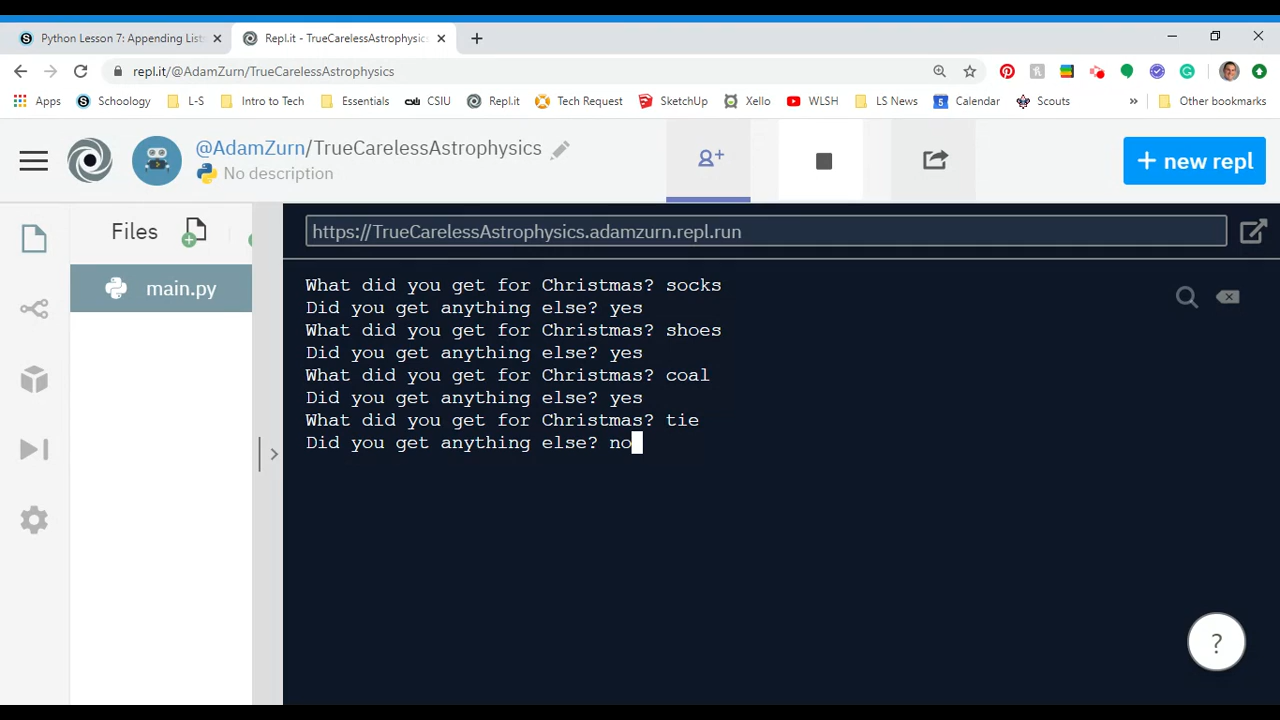 Python Lesson 7: Appending Lists
Repl.it - TrueCarelessAstrophysics
repl.it/@AdamZurn/TrueCarelessAstrophysics
Apps Schoology L-S Intro to Tech Essentials CSIU Repl.it Tech Request SketchUp Xello WLSH LS News Calendar Scouts » Other bookmarks
@AdamZurn/TrueCarelessAstrophysics
No description
+ new repl
Files
main.py
https://TrueCarelessAstrophysics.adamzurn.repl.run
What did you get for Christmas? socks
Did you get anything else? yes
What did you get for Christmas? shoes
Did you get anything else? yes
What did you get for Christmas? coal
Did you get anything else? yes
What did you get for Christmas? tie
Did you get anything else? no
?